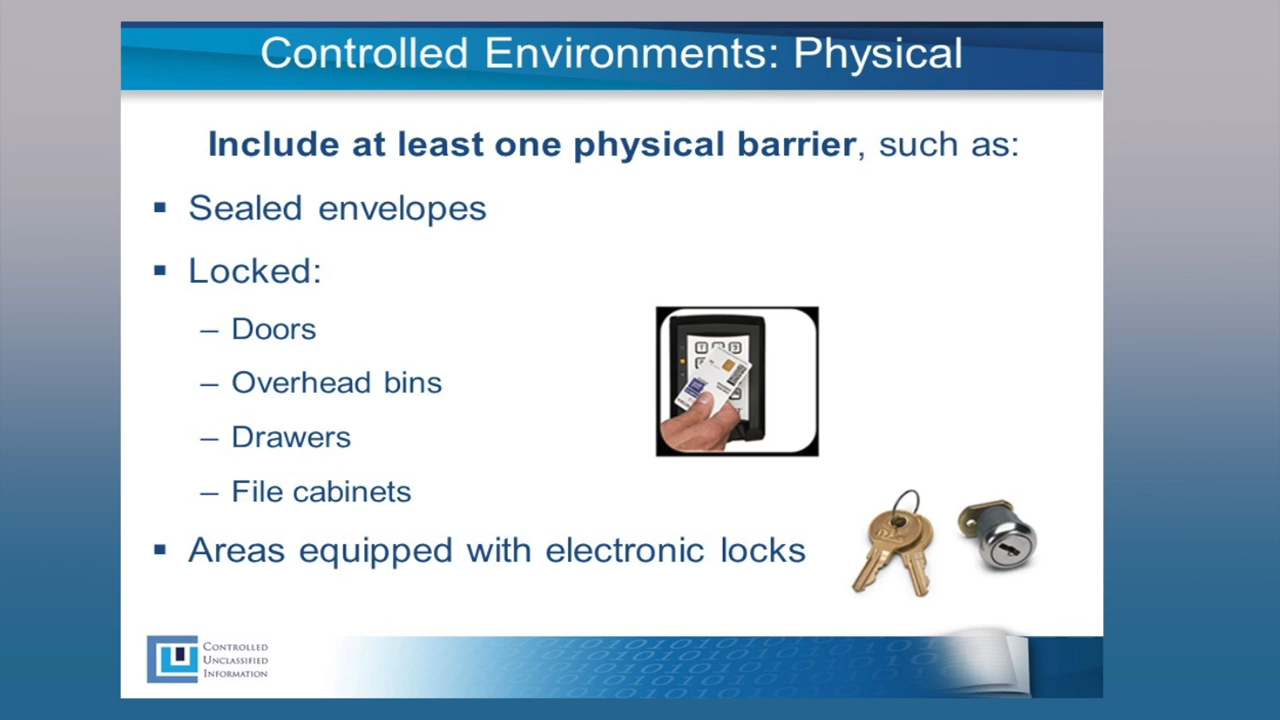 Controlled Environments: Physical
Include at least one physical barrier, such as:
▪ Sealed envelopes
▪ Locked:
– Doors
– Overhead bins
– Drawers
– File cabinets
▪ Areas equipped with electronic locks
CONTROLLED
UNCLASSIFIED
INFORMATION